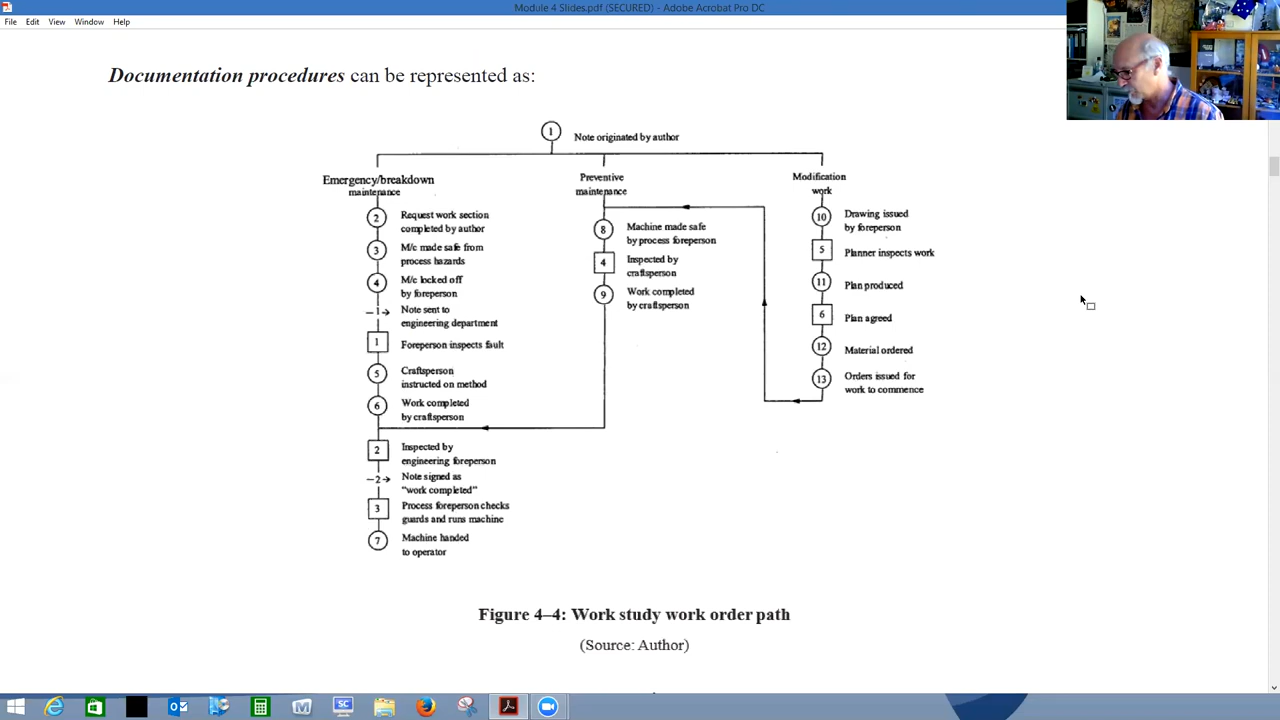 Module 4 Slides.pdf (SECURED) - Adobe Acrobat Pro DC
File Edit View Window Help
Documentation procedures can be represented as:
1 Note originated by author
Emergency/breakdown
maintenance
2 Request work section
completed by author
3 M/c made safe from
process hazards
4 M/c locked off
by foreperson
1 Note sent to
engineering department
1 Foreperson inspects fault
5 Craftsperson
instructed on method
6 Work completed
by craftsperson
2 Inspected by
engineering foreperson
2 Note signed as
"work completed"
3 Process foreperson checks
guards and runs machine
7 Machine handed
to operator
Preventive
maintenance
8 Machine made safe
by process foreperson
4 Inspected by
craftsperson
9 Work completed
by craftsperson
Modification
work
10 Drawing issued
by foreperson
5 Planner inspects work
11 Plan produced
6 Plan agreed
12 Material ordered
13 Orders issued for
work to commence
Figure 4–4: Work study work order path
(Source: Author)